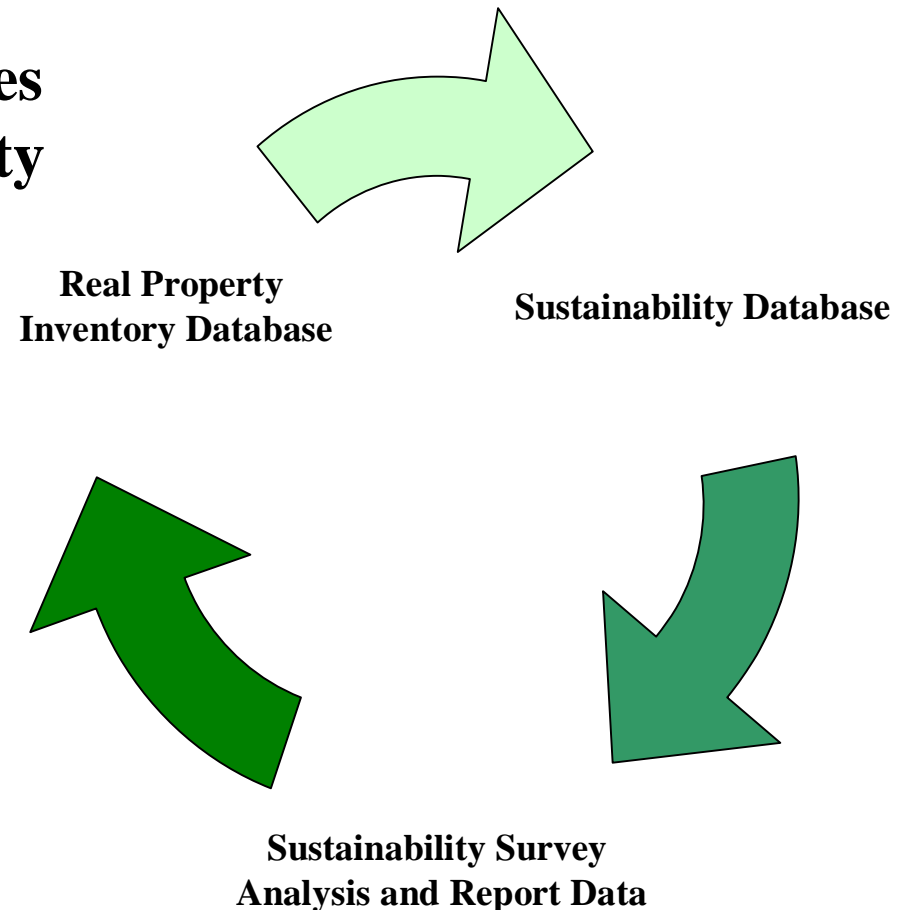 es
ty
Real Property
Inventory Database
Sustainability Database
Sustainability Survey
Analysis and Report Data